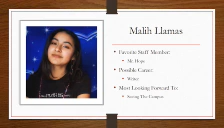 Malih Llamas
• Favorite Staff Member:
• Mr. Hope
• Possible Career:
• Writer
• Most Looking Forward To:
• Seeing The Campus